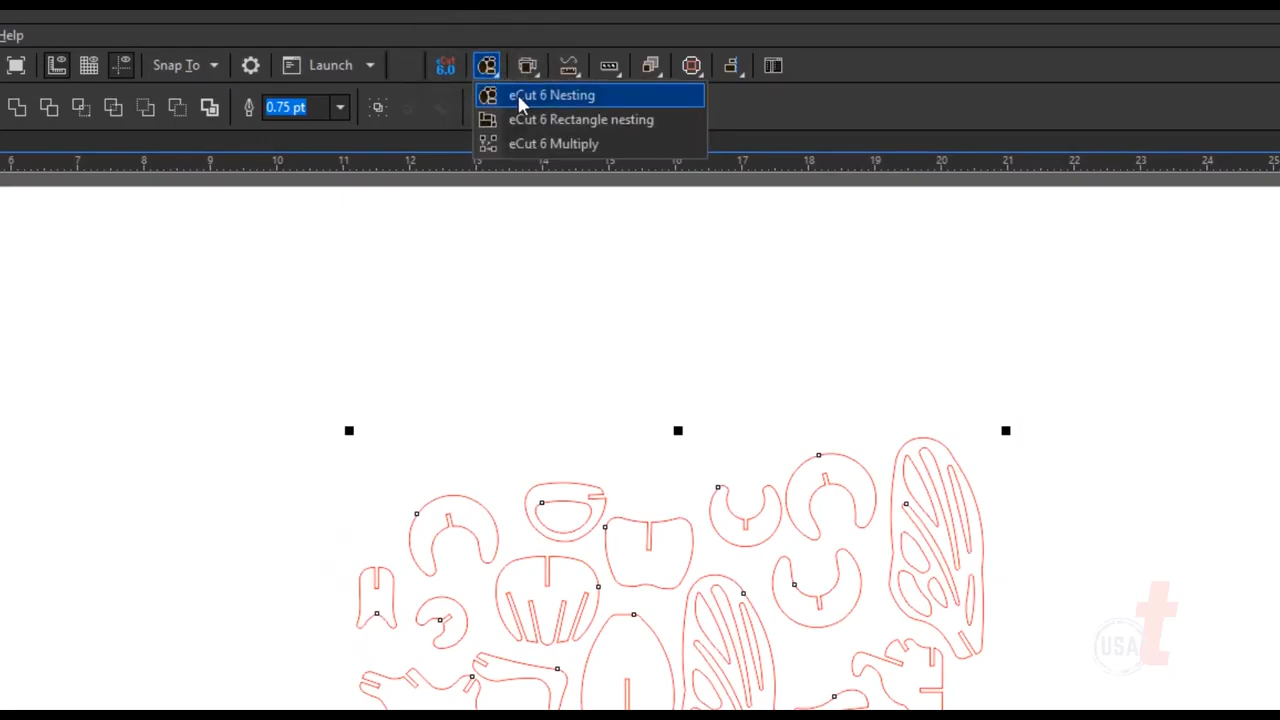 Help
Snap To
Launch
eCut 6.0
0.75 pt
eCut 6 Nesting
eCut 6 Rectangle nesting
eCut 6 Multiply
6 7 8 9 10 11 12 13 14 15 16 17 18 19 20 21 22 23 24 25
USA t